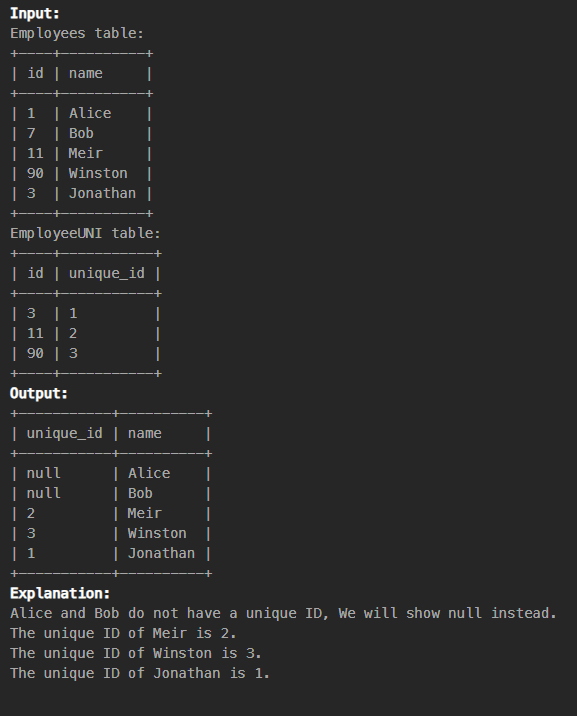 Input:
Employees table:
+----+----------+
| id | name     |
+----+----------+
| 1  | Alice    |
| 7  | Bob      |
| 11 | Meir     |
| 90 | Winston  |
| 3  | Jonathan |
+----+----------+
EmployeeUNI table:
+----+-----------+
| id | unique_id |
+----+-----------+
| 3  | 1         |
| 11 | 2         |
| 90 | 3         |
+----+-----------+
Output:
+-----------+----------+
| unique_id | name     |
+-----------+----------+
| null      | Alice    |
| null      | Bob      |
| 2         | Meir     |
| 3         | Winston  |
| 1         | Jonathan |
+-----------+----------+
Explanation:
Alice and Bob do not have a unique ID, We will show null instead.
The unique ID of Meir is 2.
The unique ID of Winston is 3.
The unique ID of Jonathan is 1.